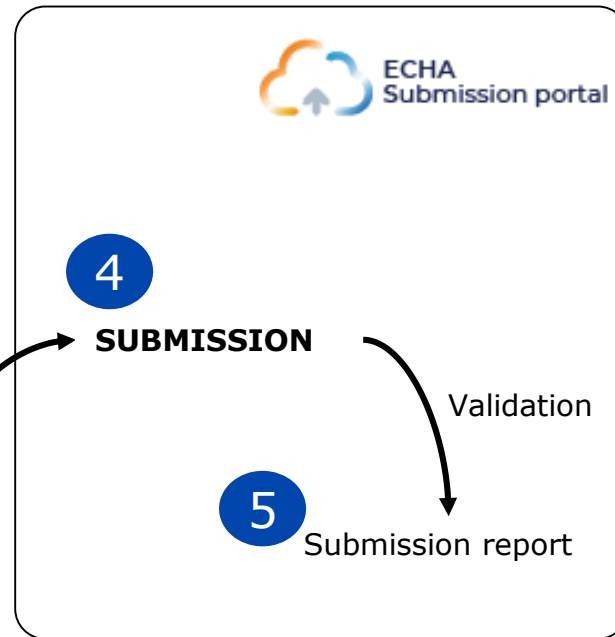 ECHA
Submission portal
4
SUBMISSION
Validation
5
Submission report